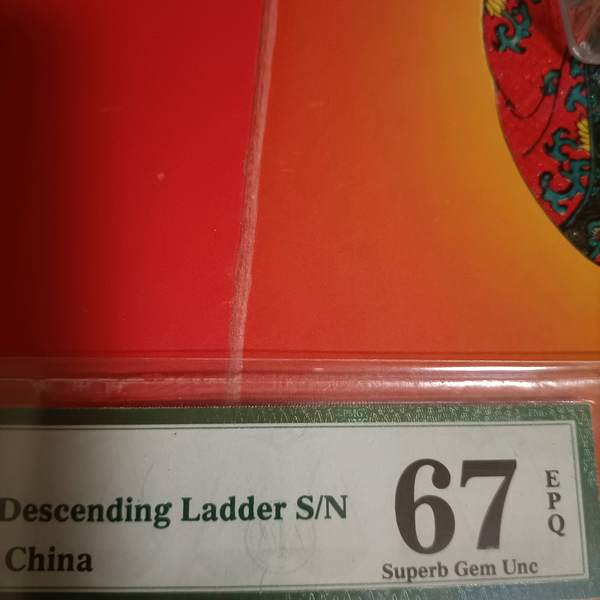 Descending Ladder S/N
China
67
EPQ
Superb Gem Unc